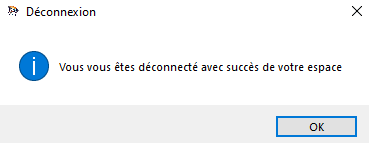 Déconnexion
Vous vous êtes déconnecté avec succès de votre espace
OK